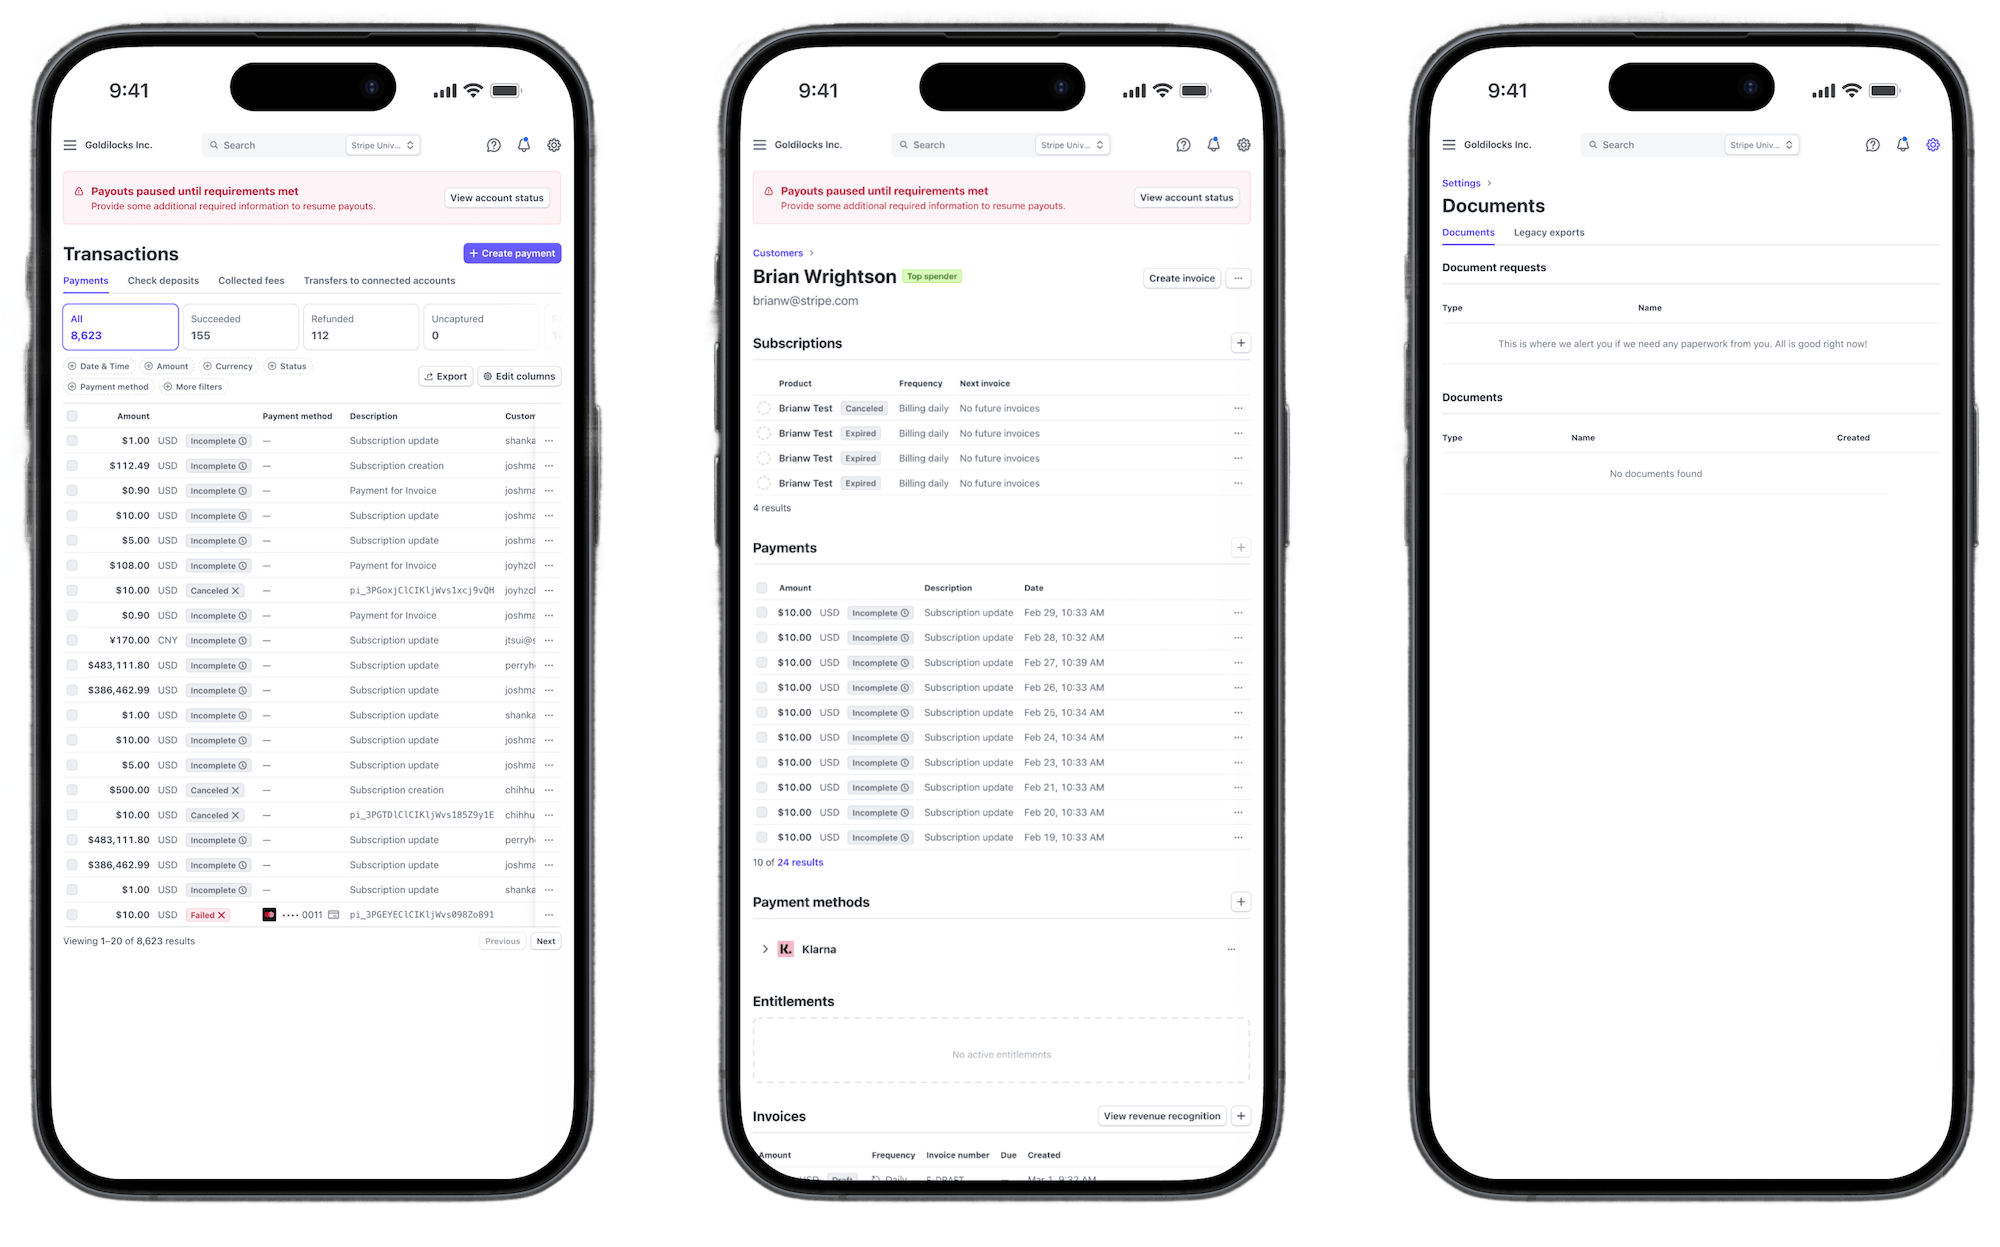 9:41
Goldilocks Inc.
Search
Stripe Univ...
Payouts paused until requirements met
Provide some additional required information to resume payouts.
View account status
Transactions
Create payment
Payments Check deposits Collected fees Transfers to connected accounts
All Succeeded Refunded Uncaptured
8,623 155 112 0
Date & Time Amount Currency Status
Payment method More filters
Export Edit columns
Amount Payment method Description Custom
$1.00 USD Incomplete — Subscription update shanka ...
$112.49 USD Incomplete — Subscription creation joshma ...
$0.90 USD Incomplete — Payment for Invoice joshma ...
$10.00 USD Incomplete — Subscription update joshma ...
$5.00 USD Incomplete — Subscription update joshma ...
$108.00 USD Incomplete — Payment for Invoice joyhzcl ...
$10.00 USD Canceled — pi_3PGoxjClCIKljWvs1xcj9vQH joyhzcl ...
$0.90 USD Incomplete — Payment for Invoice joshma ...
¥170.00 CNY Incomplete — Subscription update jtsui@s ...
$483,111.80 USD Incomplete — Subscription update perryh ...
$386,462.99 USD Incomplete — Subscription update joshma ...
$1.00 USD Incomplete — Subscription update shanka ...
$10.00 USD Incomplete — Subscription update joshma ...
$5.00 USD Incomplete — Subscription update joshma ...
$500.00 USD Canceled — Subscription creation chihhu ...
$10.00 USD Canceled — pi_3PGTDlClCIKljWvs185Z9y1E chihhu ...
$483,111.80 USD Incomplete — Subscription update perryh ...
$386,462.99 USD Incomplete — Subscription update joshma ...
$1.00 USD Incomplete — Subscription update shanka ...
$10.00 USD Failed •••• 0011 pi_3PGEYEClCIKljWvs098Zo891 ...
Viewing 1–20 of 8,623 results
Previous Next
9:41
Goldilocks Inc.
Search
Stripe Univ...
Payouts paused until requirements met
Provide some additional required information to resume payouts.
View account status
Customers
Brian Wrightson Top spender
Create invoice ...
brianw@stripe.com
Subscriptions
Product Frequency Next invoice
Brianw Test Canceled Billing daily No future invoices ...
Brianw Test Expired Billing daily No future invoices ...
Brianw Test Expired Billing daily No future invoices ...
Brianw Test Expired Billing daily No future invoices ...
4 results
Payments
Amount Description Date
$10.00 USD Incomplete Subscription update Feb 29, 10:33 AM ...
$10.00 USD Incomplete Subscription update Feb 28, 10:32 AM ...
$10.00 USD Incomplete Subscription update Feb 27, 10:39 AM ...
$10.00 USD Incomplete Subscription update Feb 26, 10:33 AM ...
$10.00 USD Incomplete Subscription update Feb 25, 10:34 AM ...
$10.00 USD Incomplete Subscription update Feb 24, 10:34 AM ...
$10.00 USD Incomplete Subscription update Feb 23, 10:33 AM ...
$10.00 USD Incomplete Subscription update Feb 21, 10:33 AM ...
$10.00 USD Incomplete Subscription update Feb 20, 10:33 AM ...
$10.00 USD Incomplete Subscription update Feb 19, 10:33 AM ...
10 of 24 results
Payment methods
K. Klarna ...
Entitlements
No active entitlements
Invoices
View revenue recognition
Amount Frequency Invoice number Due Created
USD Draft Daily E-DRAFT — Mar 1, 9:32 AM
9:41
Goldilocks Inc.
Search
Stripe Univ...
Settings
Documents
Documents Legacy exports
Document requests
Type Name
This is where we alert you if we need any paperwork from you. All is good right now!
Documents
Type Name Created
No documents found